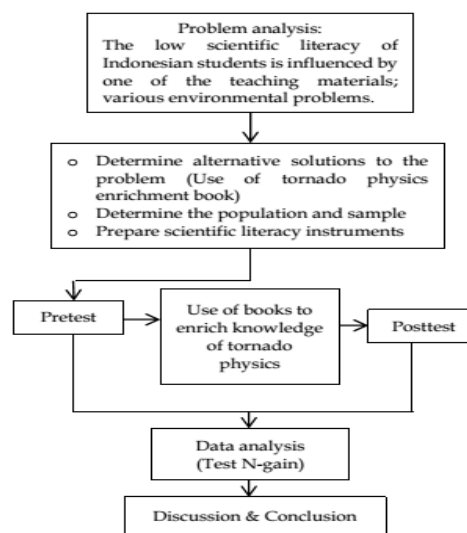 Problem analysis:
The low scientific literacy of
Indonesian students is influenced by
one of the teaching materials;
various environmental problems.
o Determine alternative solutions to the
problem (Use of tornado physics
enrichment book)
o Determine the population and sample
o Prepare scientific literacy instruments
Pretest
Use of books to
enrich knowledge
of tornado
physics
Posttest
Data analysis
(Test N-gain)
Discussion & Conclusion